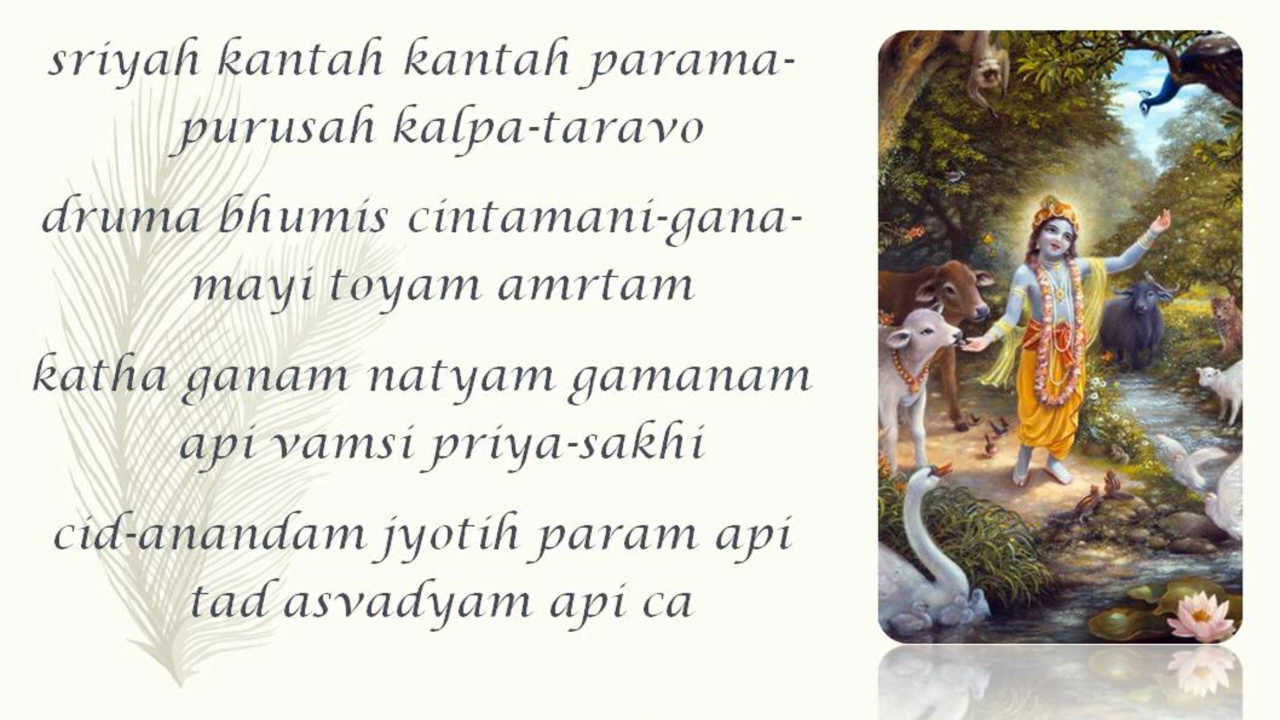 sriyah kantah kantah parama-
purusah kalpa-taravo
druma bhumis cintamani-gana-
mayi toyam amrtam
katha ganam natyam gamanam
api vamsi priya-sakhi
cid-anandam jyotih param api
tad asvadyam api ca